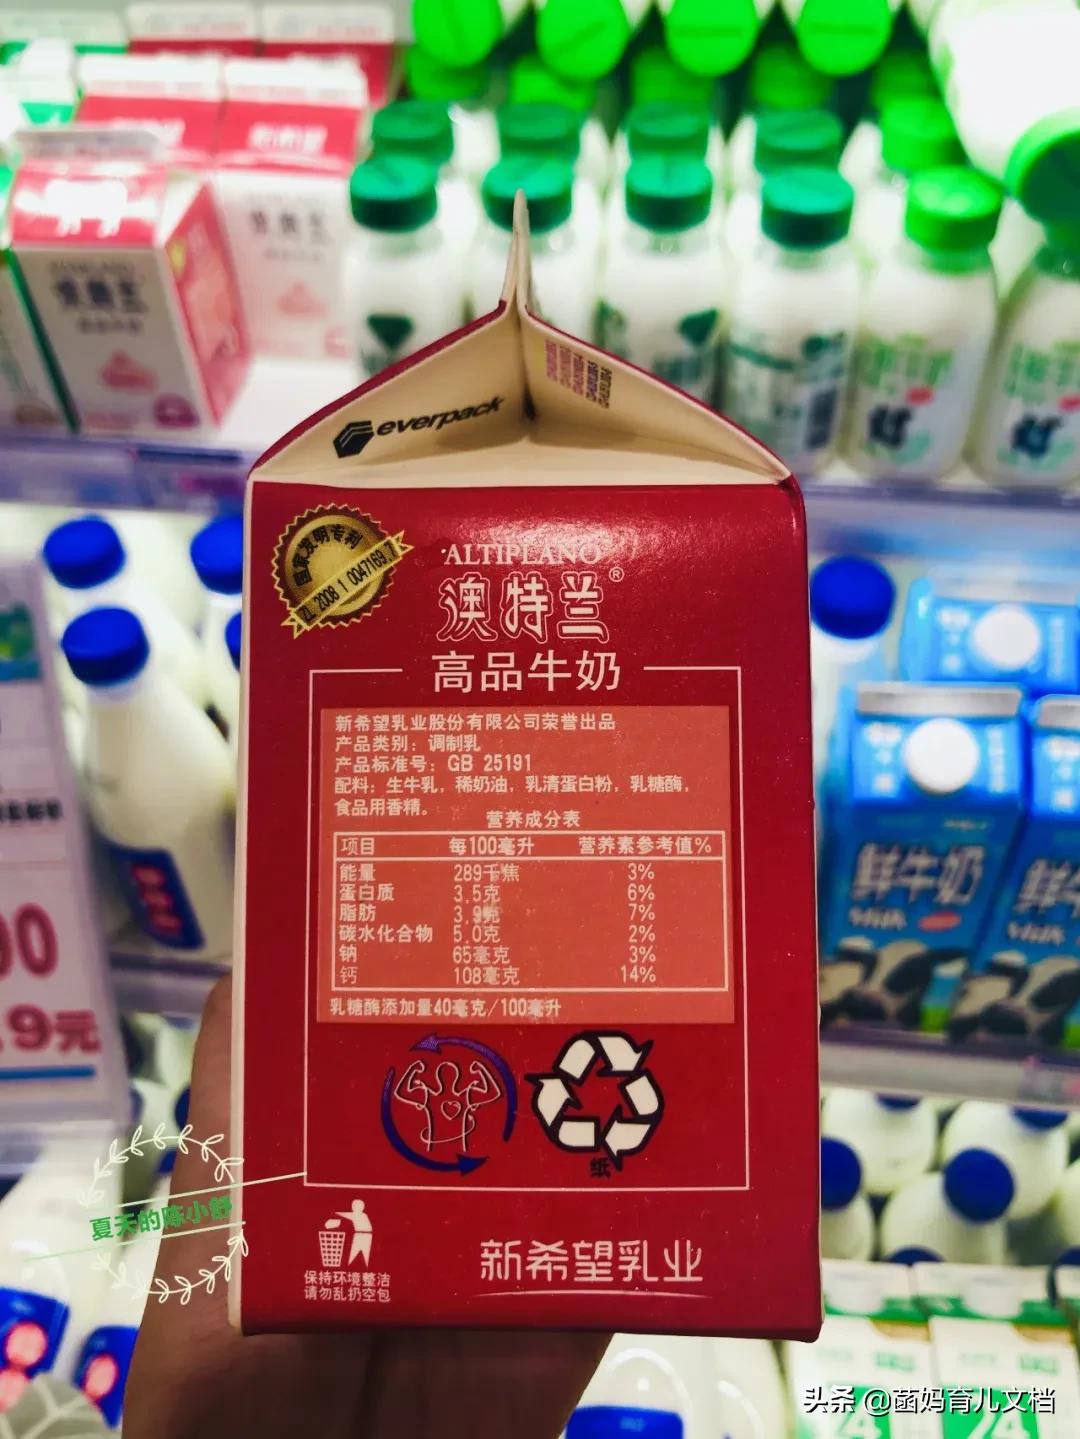 everpack
国家发明专利
ZL 2008 1 0047169.7
ALTIPLANO
澳特兰®
高品牛奶
新希望乳业股份有限公司荣誉出品
产品类别：调制乳
产品标准号：GB 25191
配料：生牛乳，稀奶油，乳清蛋白粉，乳糖酶，
食品用香精。
营养成分表
项目 每100毫升 营养素参考值%
能量 289千焦 3%
蛋白质 3.5克 6%
脂肪 3.9克 7%
碳水化合物 5.0克 2%
钠 65毫克 3%
钙 108毫克 14%
乳糖酶添加量40毫克/100毫升
纸
保持环境整洁
请勿乱扔空包
新希望乳业
澳特兰
鲜牛奶
Milk
鲜牛
90
.9元
夏天的陈小舒
头条 @菡妈育儿文档